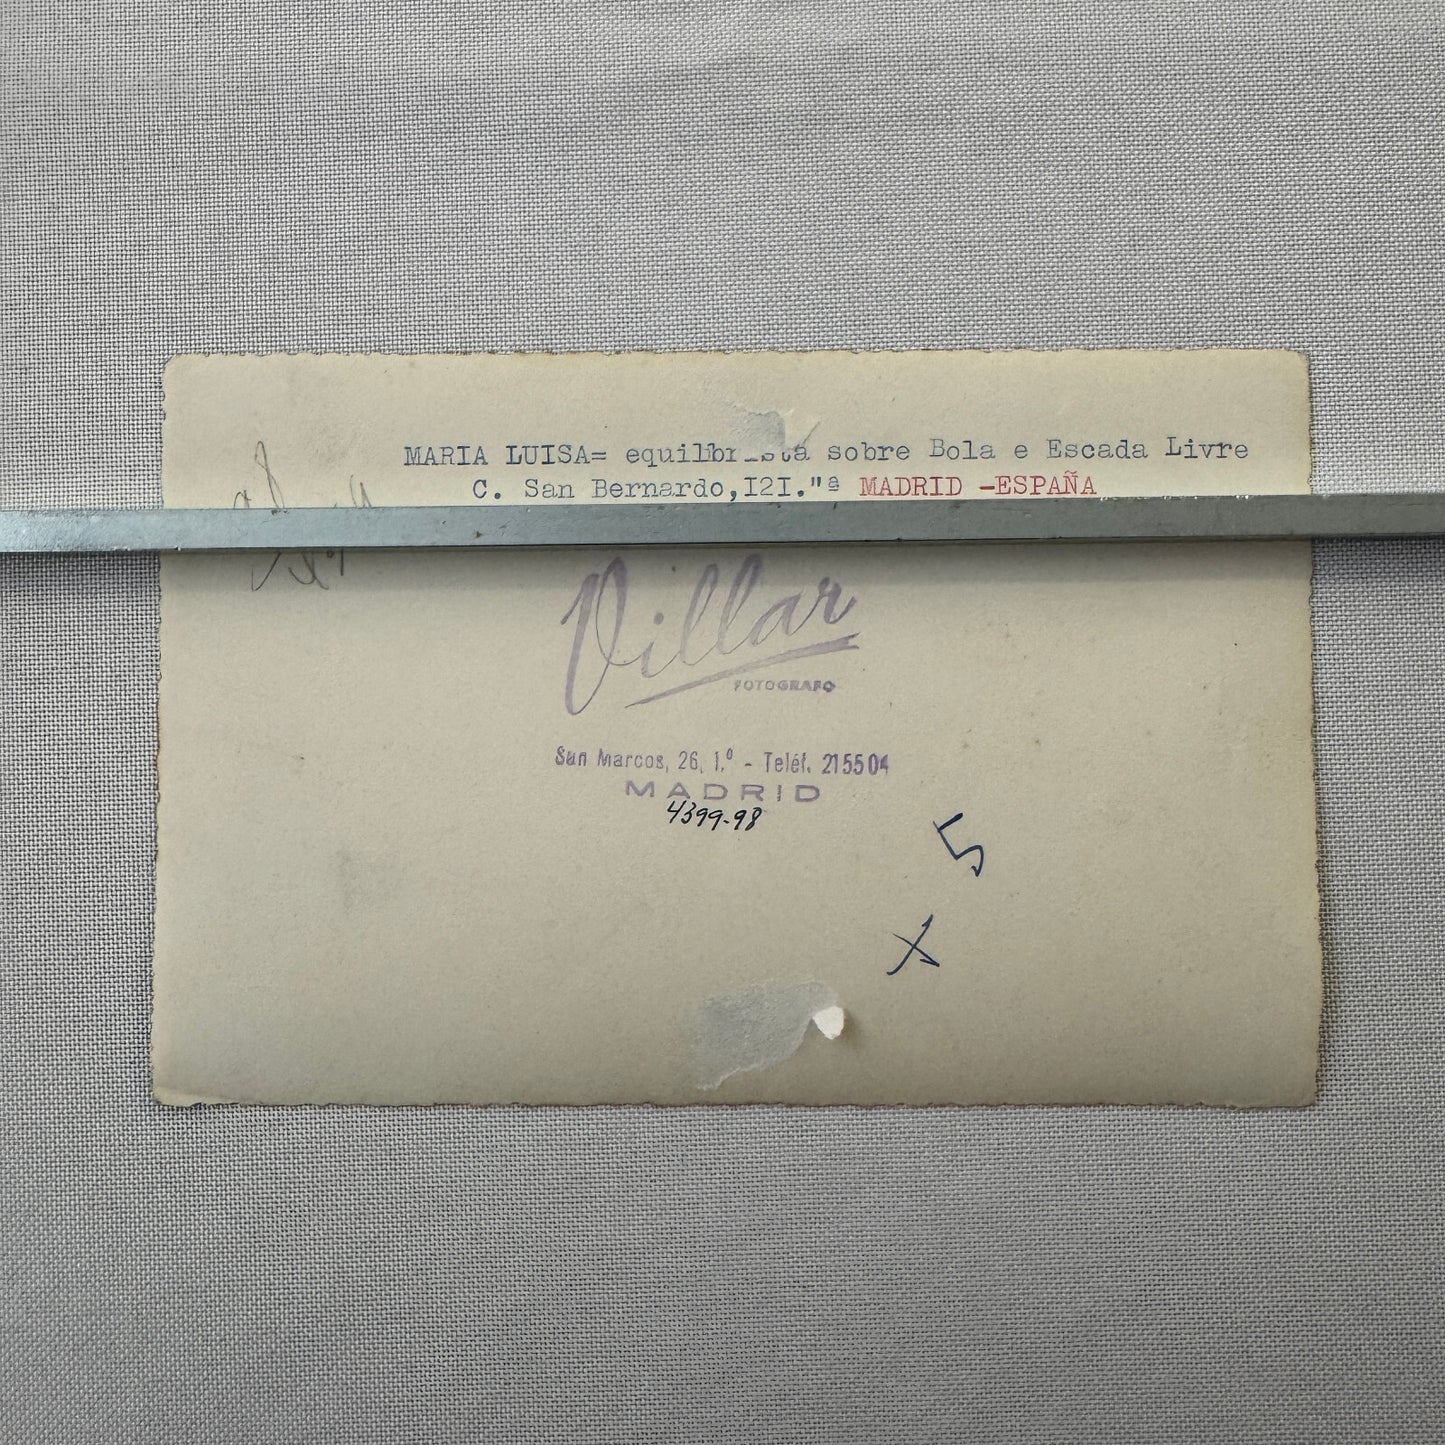 MARIA LUISA= equilibrista sobre Bola e Escada Livre
C. San Bernardo,I2I."ª MADRID -ESPAÑA
Villar
FOTOGRAFO
San Marcos, 26, 1.º - Teléf. 215504
MADRID
4399-98
5
X